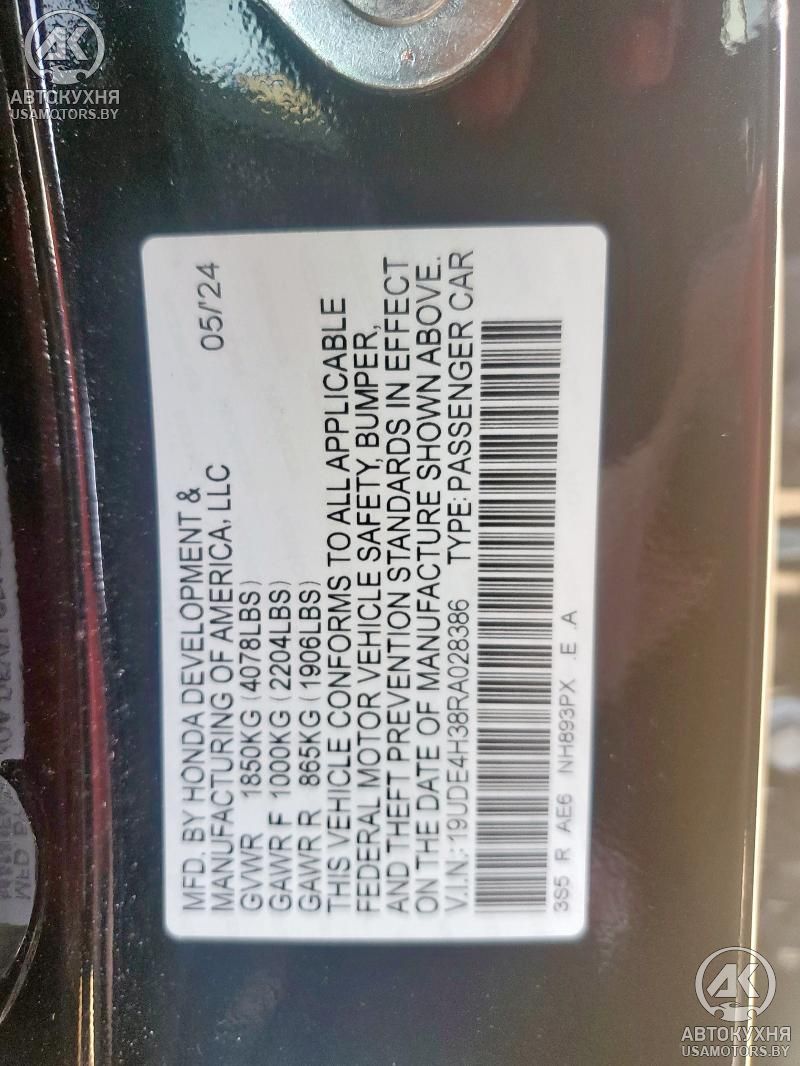 AK
АВТОКУХНЯ
USAMOTORS.BY
MFD. BY HONDA DEVELOPMENT &
MANUFACTURING OF AMERICA, LLC 05/'24
GVWR 1850KG (4078LBS)
GAWR F 1000KG (2204LBS)
GAWR R 865KG (1906LBS)
THIS VEHICLE CONFORMS TO ALL APPLICABLE
FEDERAL MOTOR VEHICLE SAFETY, BUMPER,
AND THEFT PREVENTION STANDARDS IN EFFECT
ON THE DATE OF MANUFACTURE SHOWN ABOVE.
V.I.N.: 19UDE4H38RA028386 TYPE: PASSENGER CAR
3S5 R AE6 NH893PX .E .A
AK
АВТОКУХНЯ
USAMOTORS.BY